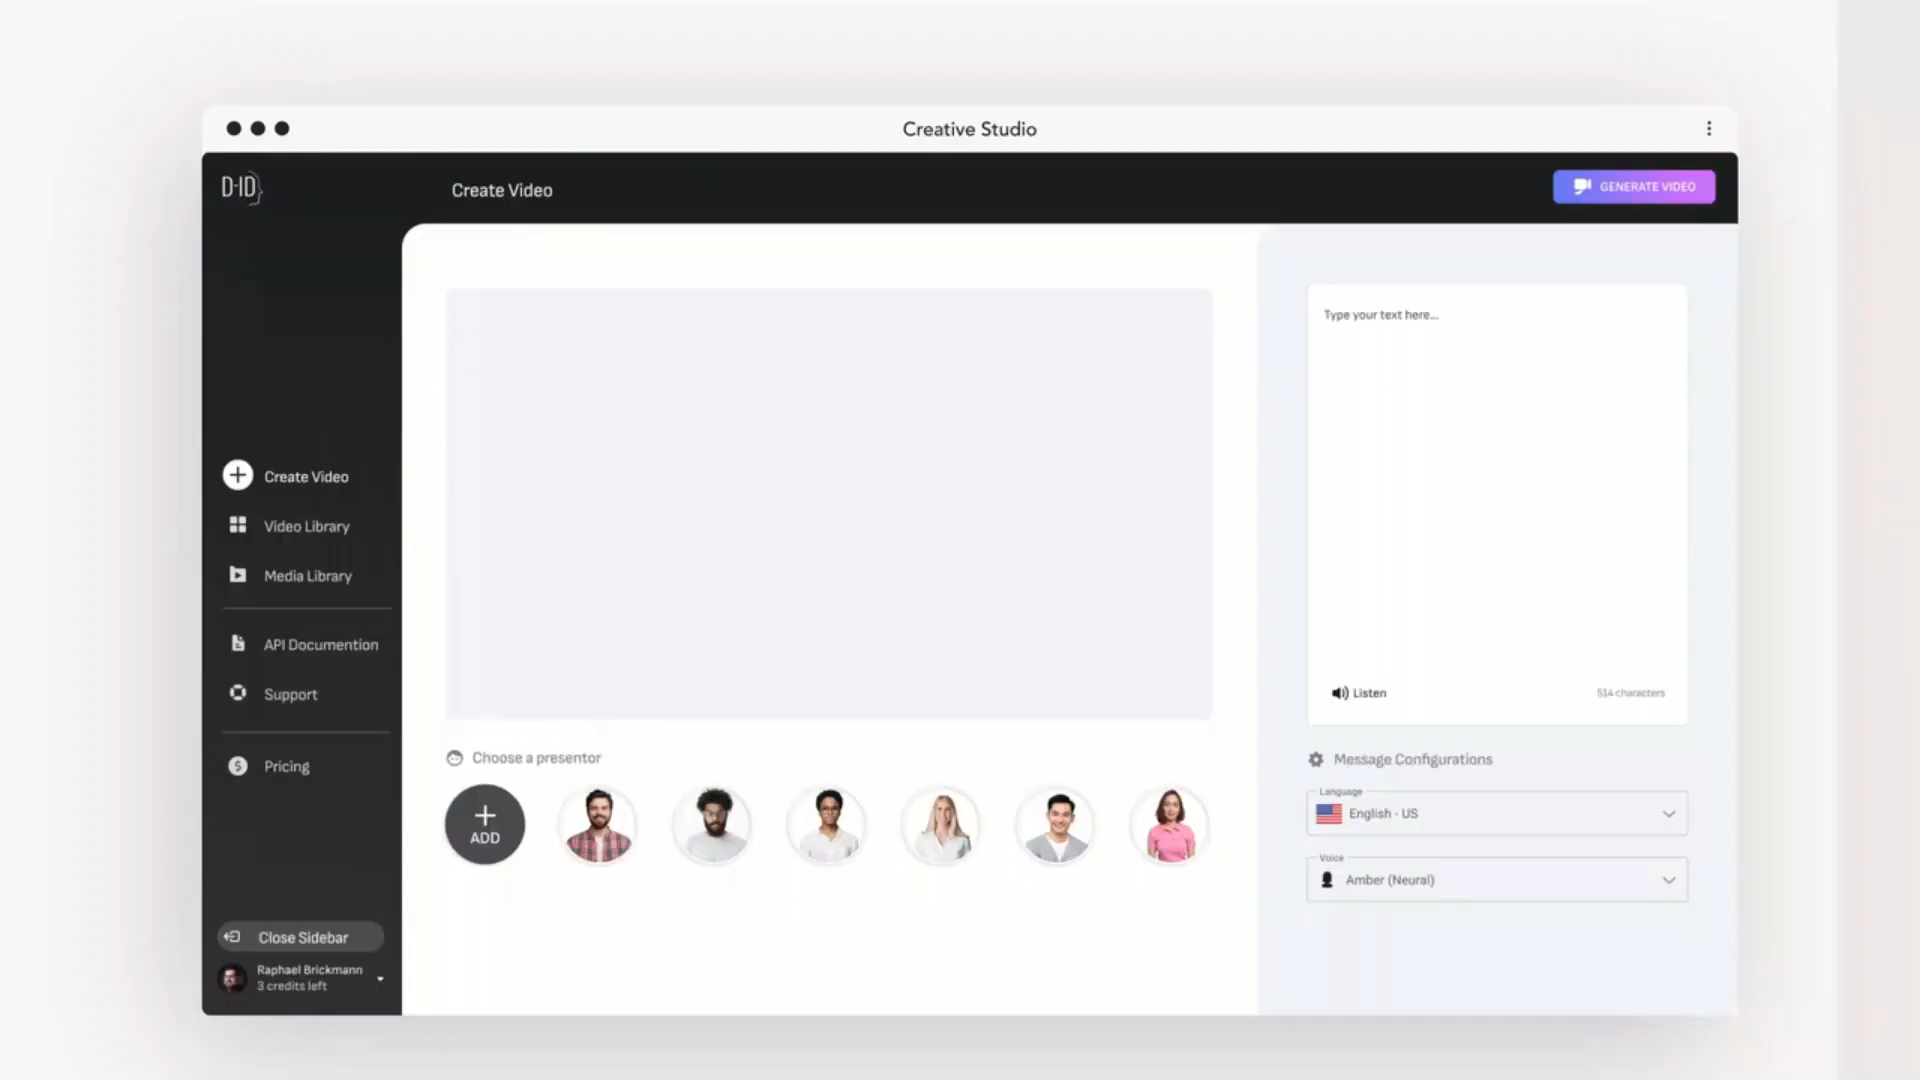 Creative Studio
D-ID
Create Video
GENERATE VIDEO
Create Video
Video Library
Media Library
API Documention
Support
Pricing
Close Sidebar
Raphael Brickmann
3 credits left
Choose a presentor
ADD
Type your text here...
Listen
514 characters
Message Configurations
Language
English - US
Voice
Amber (Neural)